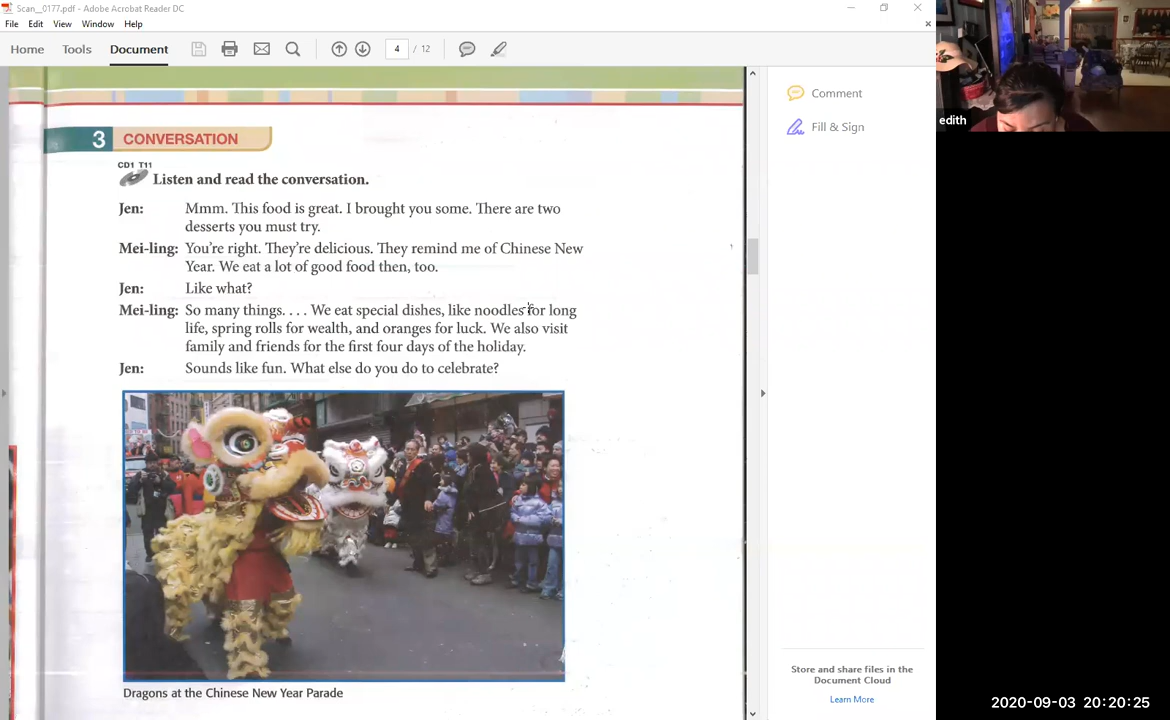 Scan__0177.pdf - Adobe Acrobat Reader DC
File Edit View Window Help
Home Tools Document 4 / 12
Comment
Fill & Sign
edith
3 CONVERSATION
CD1 T11
Listen and read the conversation.
Jen: Mmm. This food is great. I brought you some. There are two
desserts you must try.
Mei-ling: You're right. They're delicious. They remind me of Chinese New
Year. We eat a lot of good food then, too.
Jen: Like what?
Mei-ling: So many things. . . . We eat special dishes, like noodles for long
life, spring rolls for wealth, and oranges for luck. We also visit
family and friends for the first four days of the holiday.
Jen: Sounds like fun. What else do you do to celebrate?
Dragons at the Chinese New Year Parade
Store and share files in the
Document Cloud
Learn More
2020-09-03 20:20:25